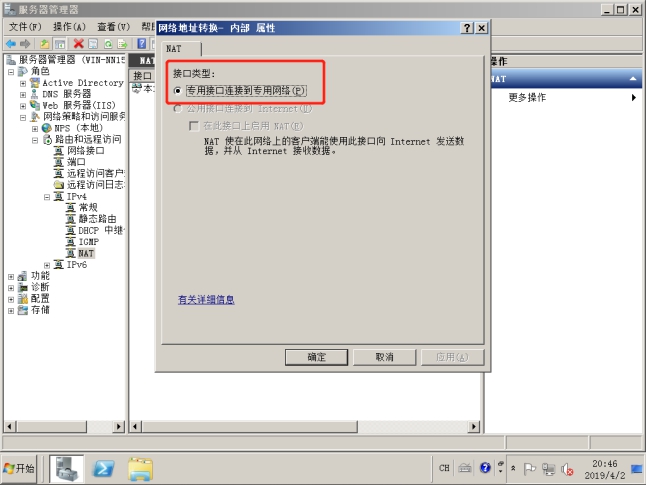 服务器管理器
文件(F) 操作(A) 查看(V) 帮
服务器管理器 (WIN-NN15
角色
Active Directory
DNS 服务器
Web 服务器(IIS)
网络策略和访问服务
NPS (本地)
路由和远程访问
网络接口
端口
远程访问客户
远程访问日志
IPv4
常规
静态路由
DHCP 中继
IGMP
NAT
IPv6
功能
诊断
配置
存储
NA
接口
本
网络地址转换- 内部 属性
NAT
接口类型:
专用接口连接到专用网络(P)
公用接口连接到 Internet(I)
在此接口上启用 NAT(E)
NAT 使在此网络上的客户端能使用此接口向 Internet 发送数
据，并从 Internet 接收数据。
有关详细信息
确定 取消 应用(A)
操作
NAT
更多操作
开始
CH
20:46
2019/4/2